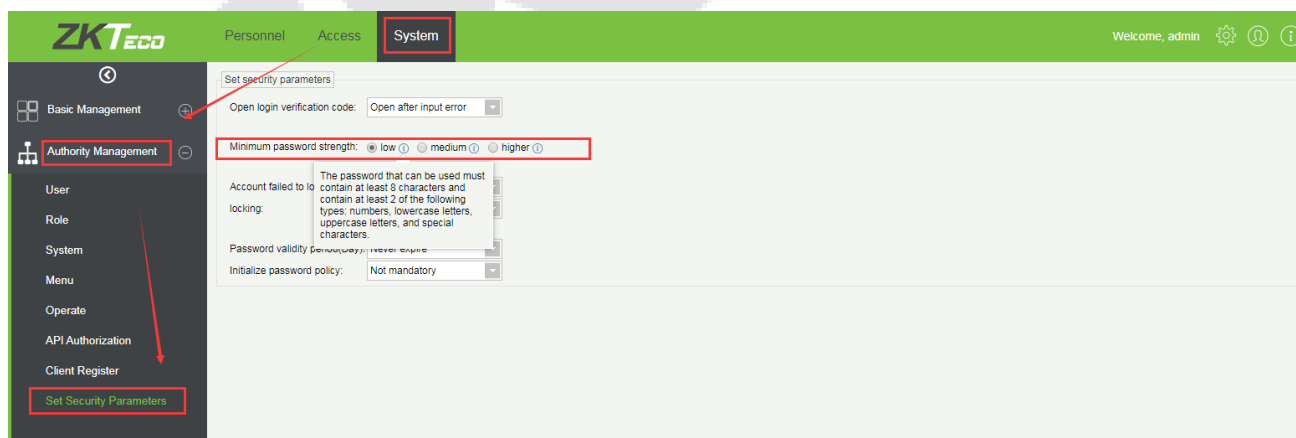 ZKTECO
Personnel Access System
Welcome, admin
Basic Management
Authority Management
User
Role
System
Menu
Operate
API Authorization
Client Register
Set Security Parameters
Set security parameters
Open login verification code: Open after input error
Minimum password strength: low medium higher
The password that can be used must
contain at least 8 characters and
contain at least 2 of the following
types: numbers, lowercase letters,
uppercase letters, and special
characters.
Account failed to lo
locking:
Password validity period(Day): Never expire
Initialize password policy: Not mandatory